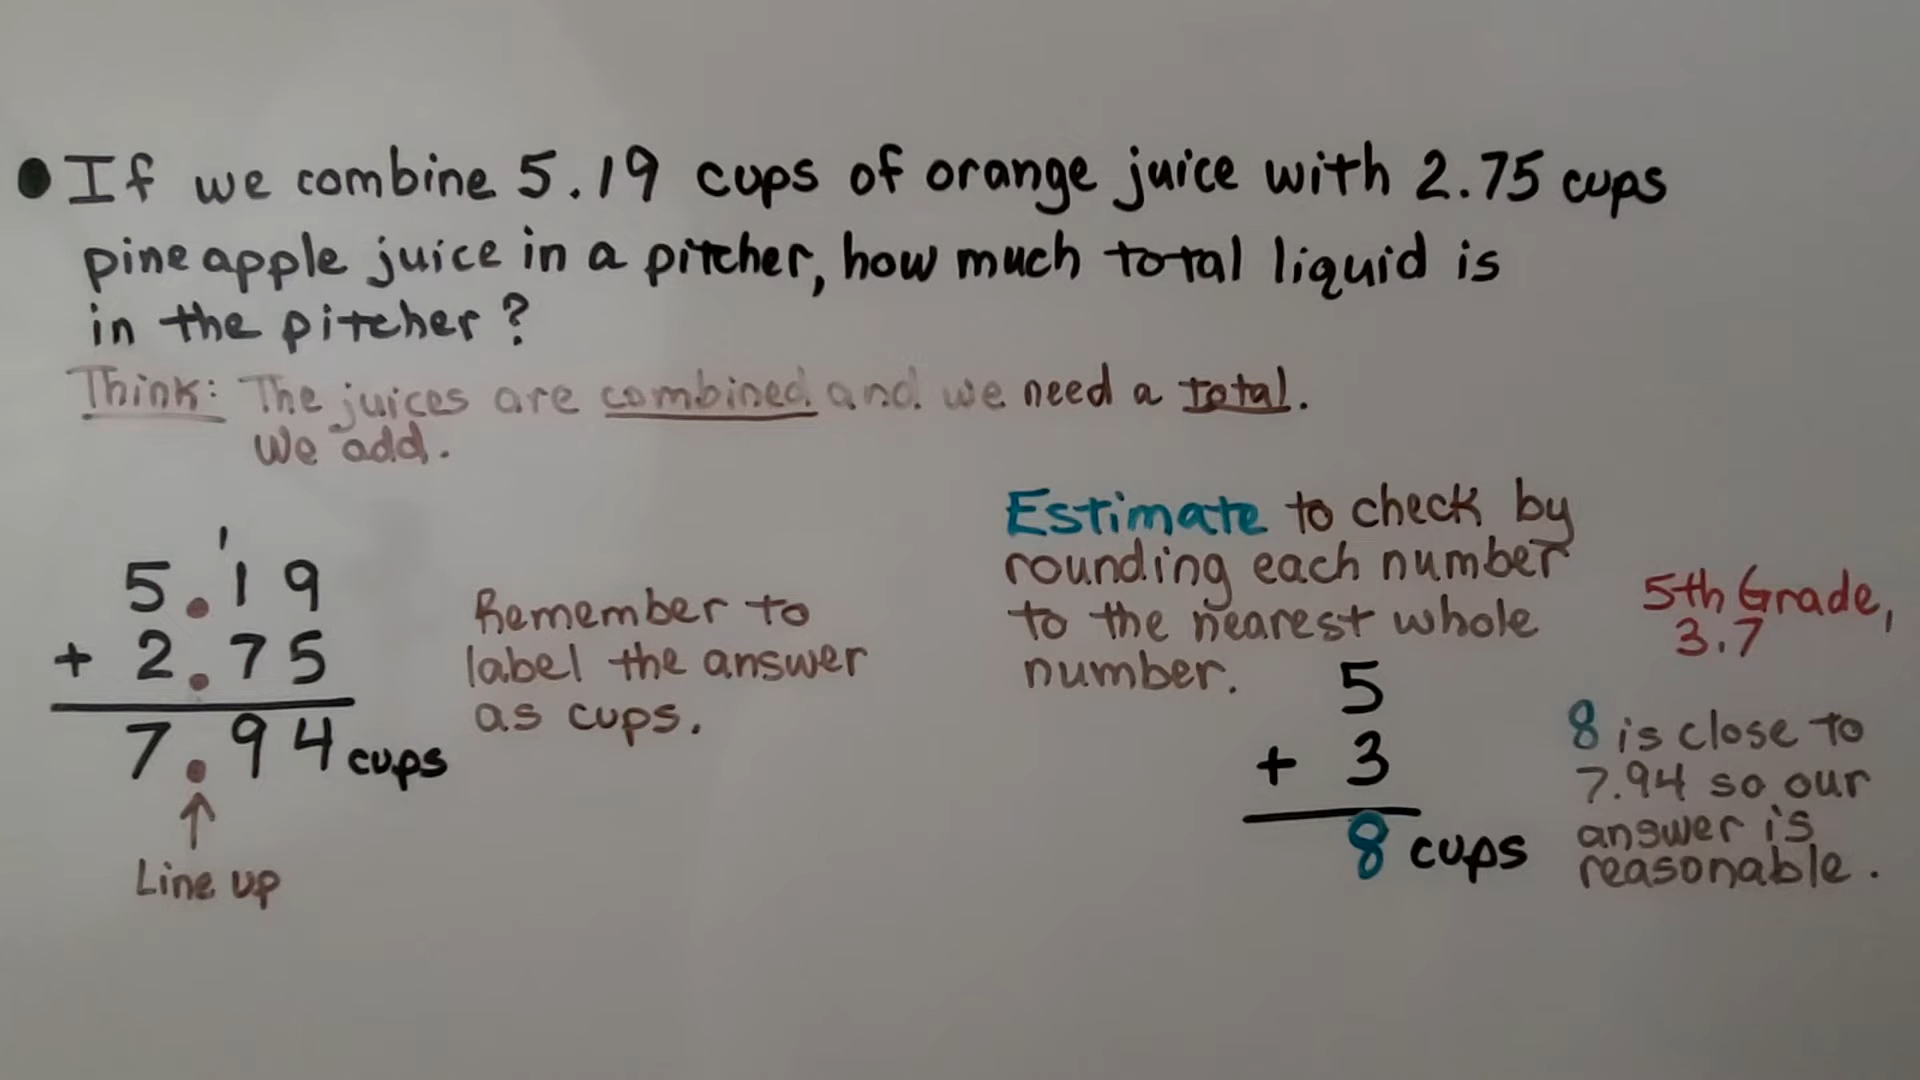 If we combine 5.19 cups of orange juice with 2.75 cups
pineapple juice in a pitcher, how much total liquid is
in the pitcher?
Think: The juices are combined and we need a total.
We add.
1
5.19
+ 2.75
7.94 cups
Line up
Remember to
label the answer
as cups.
Estimate to check by
rounding each number
to the nearest whole
number.
5
+ 3
8 cups
5th Grade,
3.7
8 is close to
7.94 so our
answer is
reasonable.